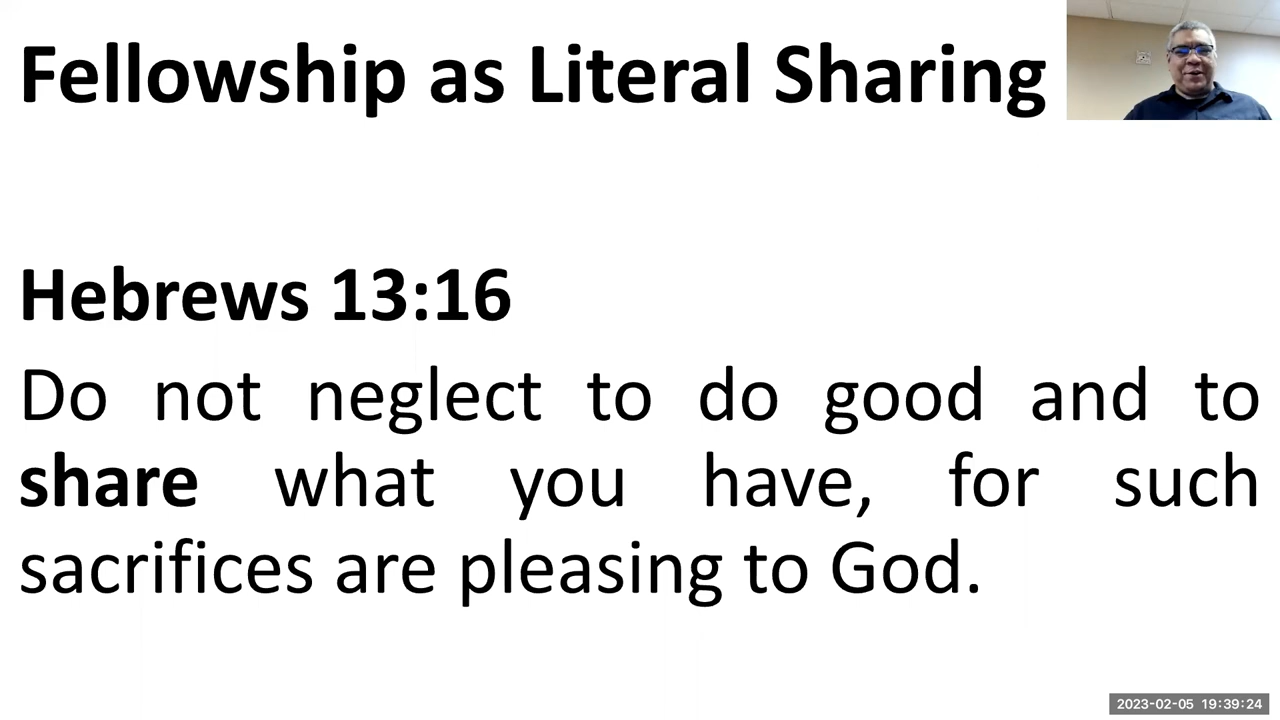 Fellowship as Literal Sharing
Hebrews 13:16
Do not neglect to do good and to
share what you have, for such
sacrifices are pleasing to God.
2023-02-05 19:39:24